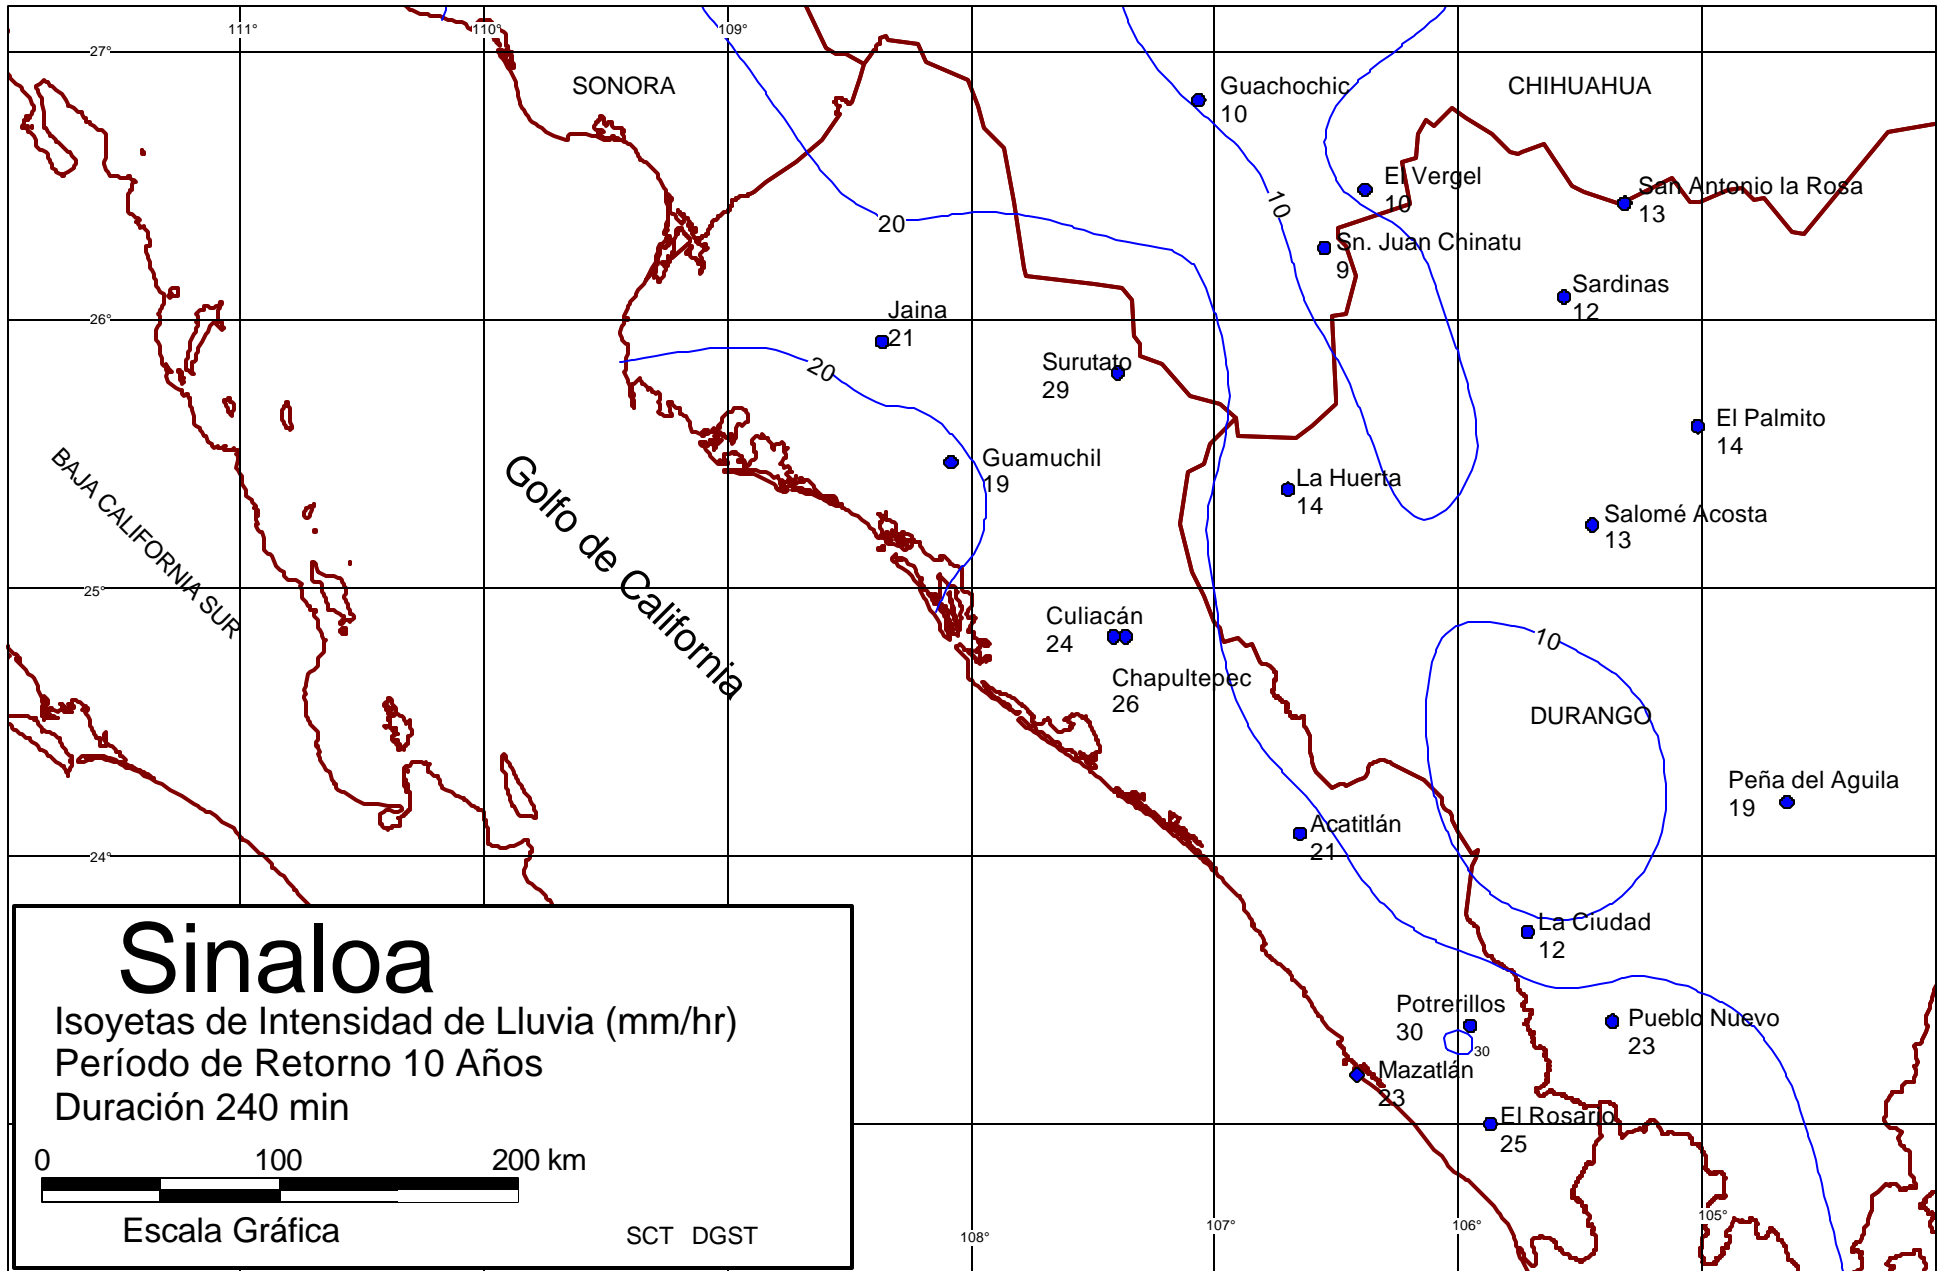 111°
110°
109°
27°
SONORA
Guachochic
10
CHIHUAHUA
El Vergel
10
San Antonio la Rosa
13
10
20
Sn. Juan Chinatu
9
Sardinas
12
26°
Jaina
21
Surutato
29
20
El Palmito
14
Guamuchil
19
La Huerta
14
Salomé Acosta
13
BAJA CALIFORNIA SUR
Golfo de California
25°
Culiacán
24
Chapultepec
26
10
DURANGO
Peña del Aguila
19
Acatitlán
21
24°
La Ciudad
12
Potrerillos
30
30
Pueblo Nuevo
23
Mazatlán
23
El Rosario
25
Sinaloa
Isoyetas de Intensidad de Lluvia (mm/hr)
Período de Retorno 10 Años
Duración 240 min
0 100 200 km
Escala Gráfica
SCT DGST
108°
107°
106°
105°